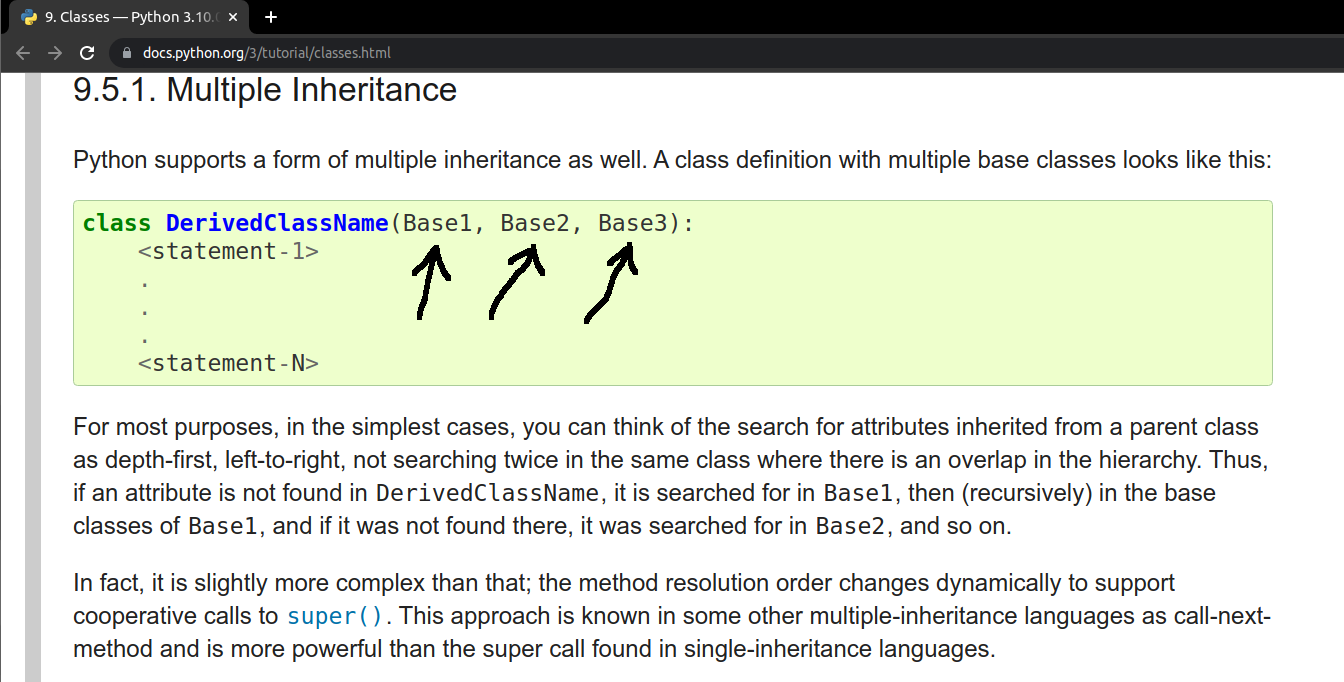 9. Classes — Python 3.10.
docs.python.org/3/tutorial/classes.html
9.5.1. Multiple Inheritance
Python supports a form of multiple inheritance as well. A class definition with multiple base classes looks like this:
class DerivedClassName(Base1, Base2, Base3):
    <statement-1>
    .
    .
    .
    <statement-N>
For most purposes, in the simplest cases, you can think of the search for attributes inherited from a parent class
as depth-first, left-to-right, not searching twice in the same class where there is an overlap in the hierarchy. Thus,
if an attribute is not found in DerivedClassName, it is searched for in Base1, then (recursively) in the base
classes of Base1, and if it was not found there, it was searched for in Base2, and so on.
In fact, it is slightly more complex than that; the method resolution order changes dynamically to support
cooperative calls to super(). This approach is known in some other multiple-inheritance languages as call-next-
method and is more powerful than the super call found in single-inheritance languages.